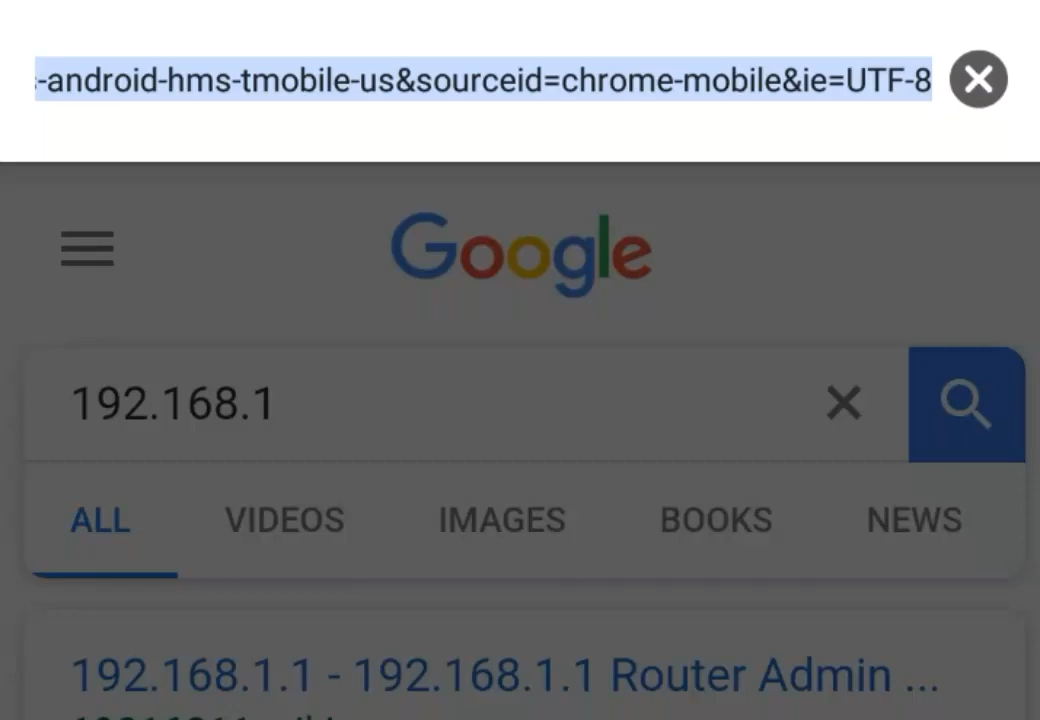 -android-hms-tmobile-us&sourceid=chrome-mobile&ie=UTF-8
Google
192.168.1
ALL VIDEOS IMAGES BOOKS NEWS
192.168.1.1 - 192.168.1.1 Router Admin ...